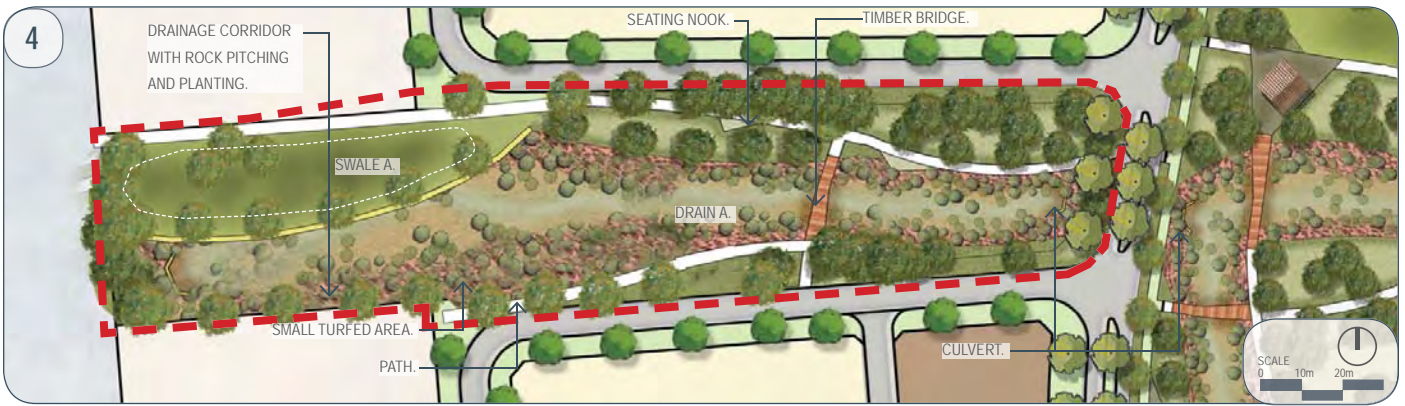 4
DRAINAGE CORRIDOR
WITH ROCK PITCHING
AND PLANTING.
SEATING NOOK.
TIMBER BRIDGE.
SWALE A.
DRAIN A.
SMALL TURFED AREA.
PATH.
CULVERT.
SCALE
0 10m 20m